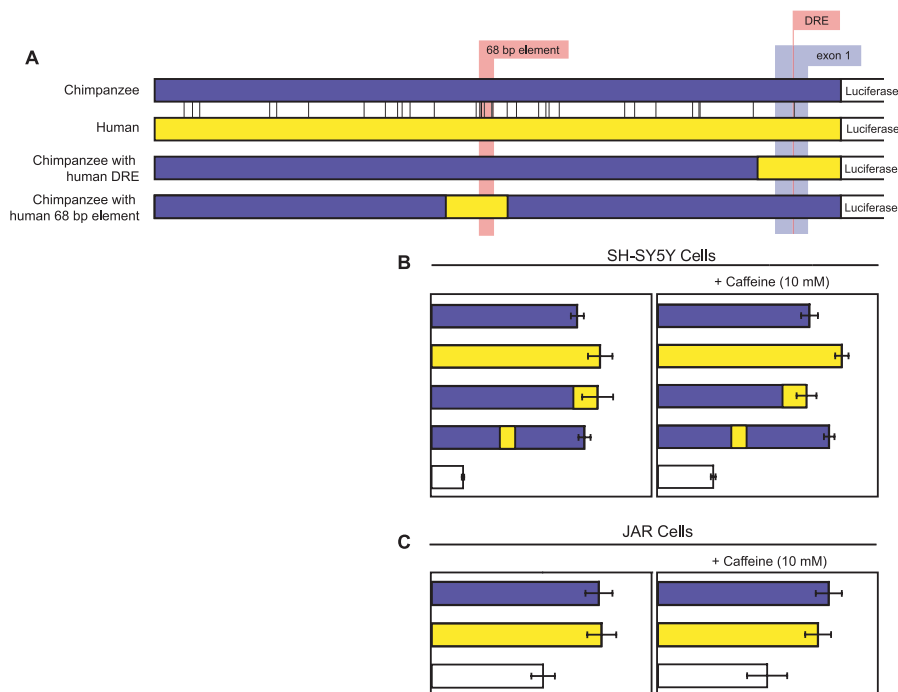 DRE
A
68 bp element
exon 1
Chimpanzee
Luciferase
Human
Luciferase
Chimpanzee with
human DRE
Luciferase
Chimpanzee with
human 68 bp element
Luciferase
B
SH-SY5Y Cells
+ Caffeine (10 mM)
C
JAR Cells
+ Caffeine (10 mM)